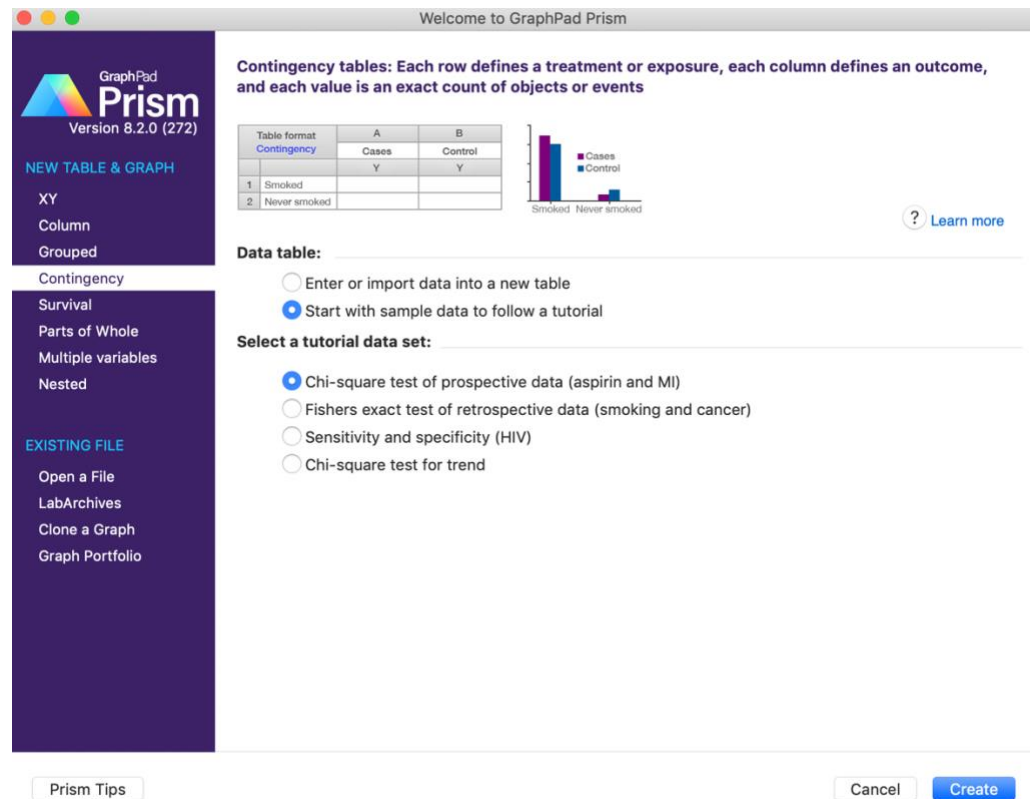 Welcome to GraphPad Prism
GraphPad
Prism
Version 8.2.0 (272)
NEW TABLE & GRAPH
XY
Column
Grouped
Contingency
Survival
Parts of Whole
Multiple variables
Nested
EXISTING FILE
Open a File
LabArchives
Clone a Graph
Graph Portfolio
Contingency tables: Each row defines a treatment or exposure, each column defines an outcome,
and each value is an exact count of objects or events
Table format A B
Contingency Cases Control
Y Y
1 Smoked
2 Never smoked
Cases
Control
Smoked Never smoked
? Learn more
Data table:
Enter or import data into a new table
Start with sample data to follow a tutorial
Select a tutorial data set:
Chi-square test of prospective data (aspirin and MI)
Fishers exact test of retrospective data (smoking and cancer)
Sensitivity and specificity (HIV)
Chi-square test for trend
Prism Tips
Cancel Create